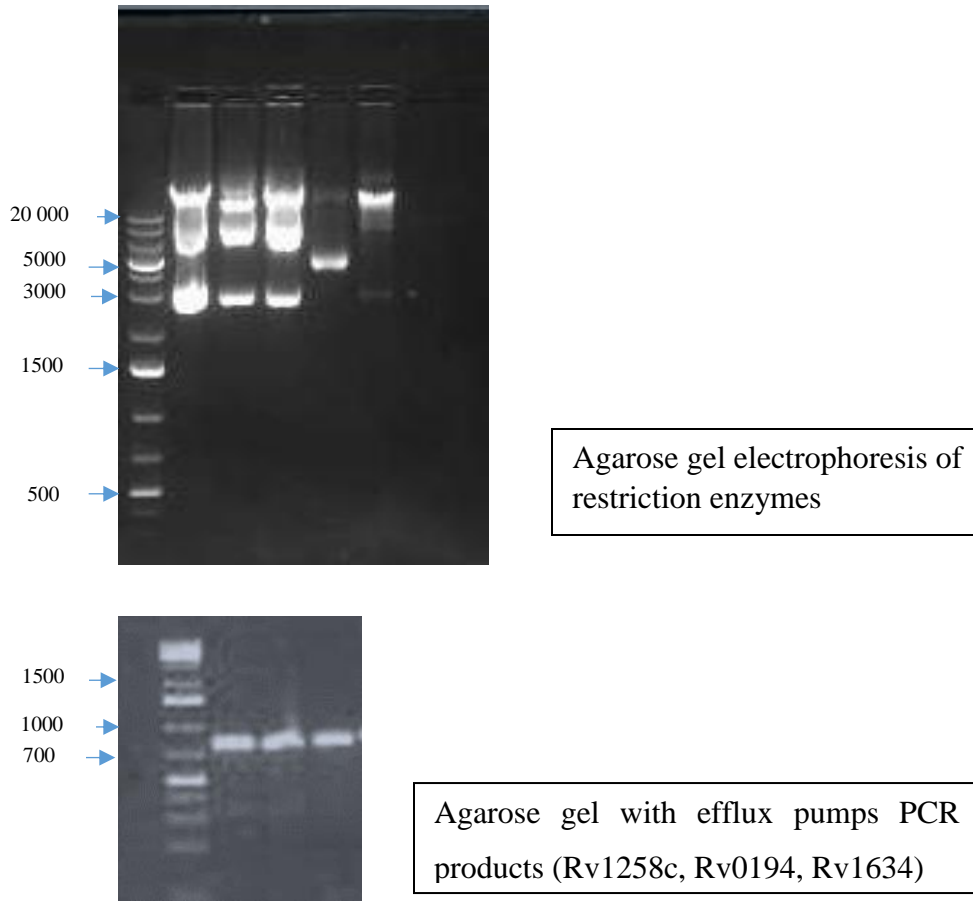 20 000
5000
3000
1500
500
Agarose gel electrophoresis of
restriction enzymes
1500
1000
700
Agarose gel with efflux pumps PCR
products (Rv1258c, Rv0194, Rv1634)